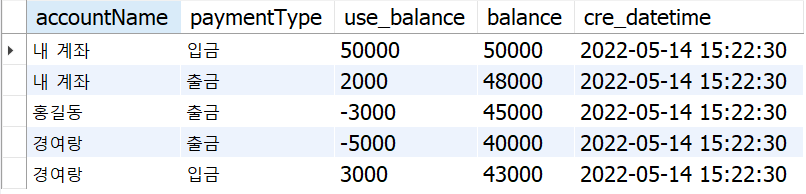 accountName paymentType use_balance balance cre_datetime
내 계좌 입금 50000 50000 2022-05-14 15:22:30
내 계좌 출금 2000 48000 2022-05-14 15:22:30
홍길동 출금 -3000 45000 2022-05-14 15:22:30
경여랑 출금 -5000 40000 2022-05-14 15:22:30
경여랑 입금 3000 43000 2022-05-14 15:22:30